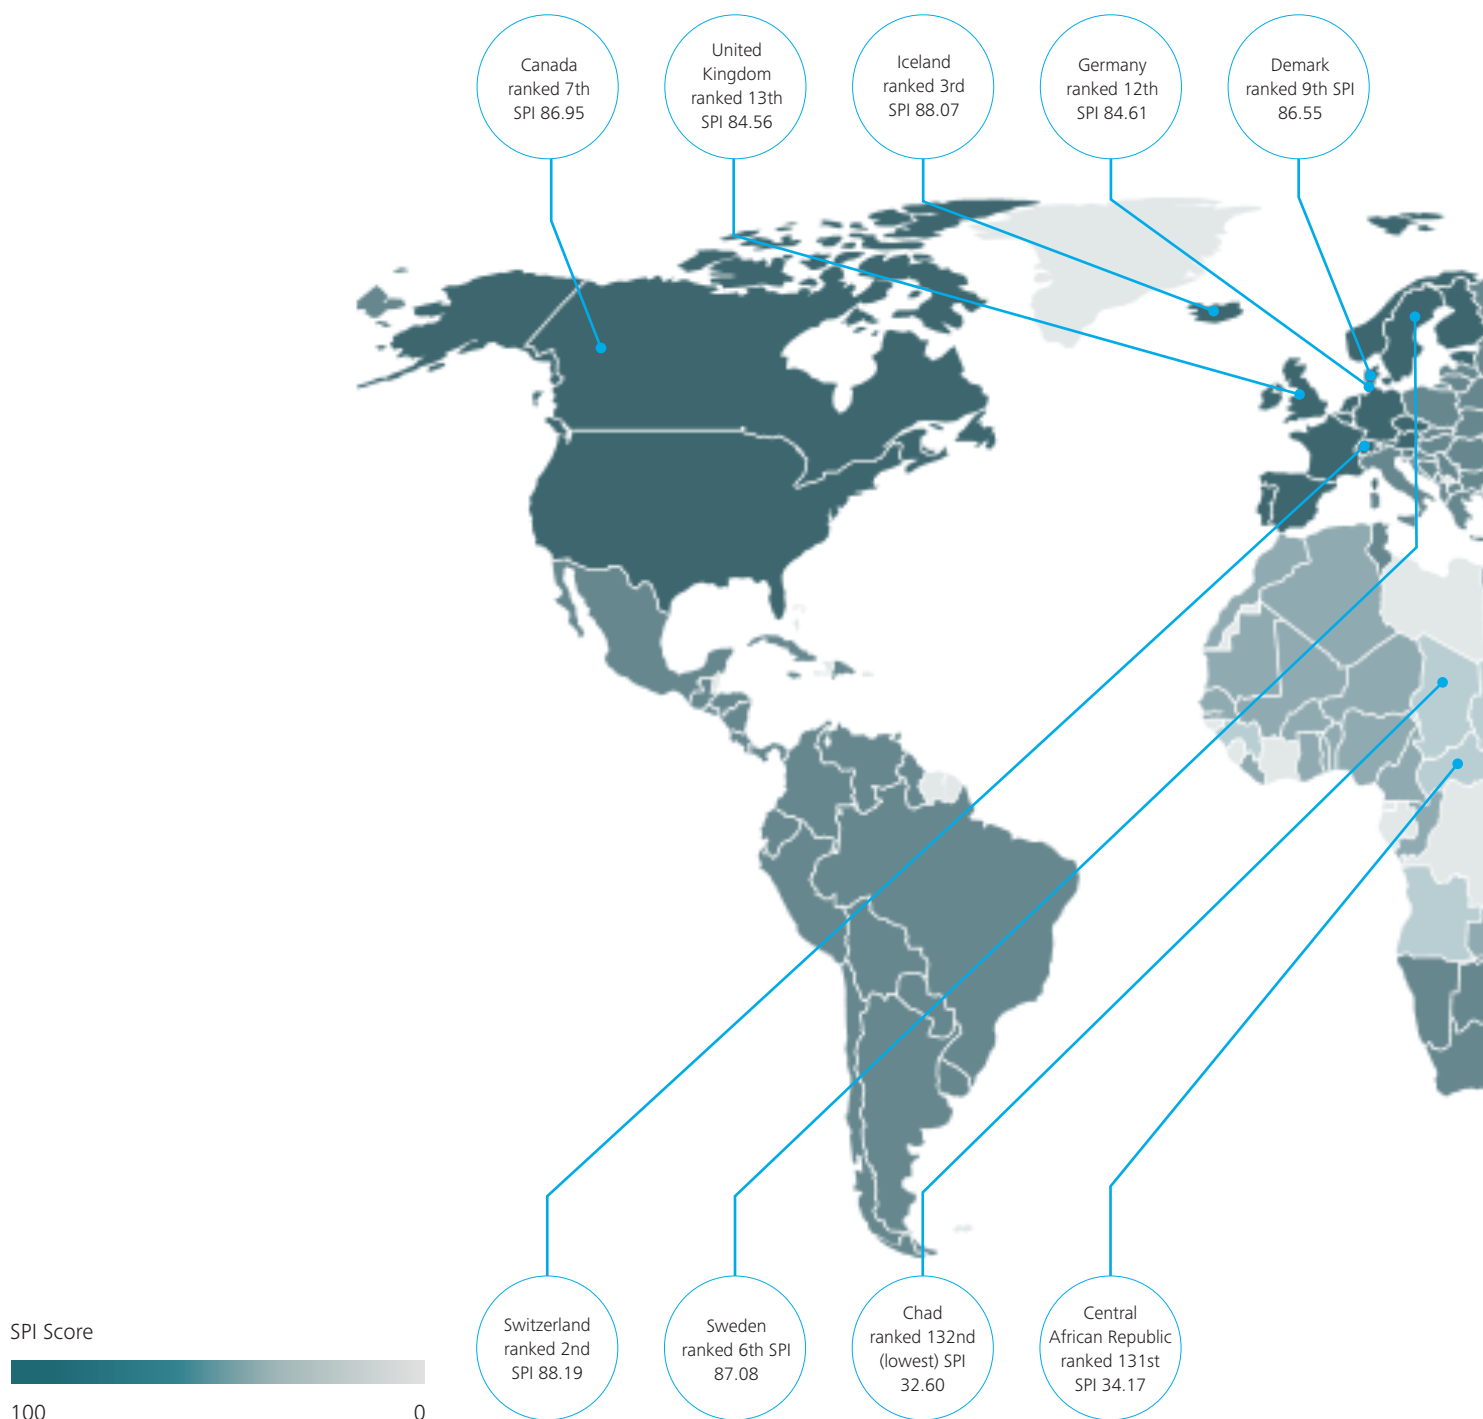 Canada
ranked 7th
SPI 86.95
United
Kingdom
ranked 13th
SPI 84.56
Iceland
ranked 3rd
SPI 88.07
Germany
ranked 12th
SPI 84.61
Demark
ranked 9th SPI
86.55
Switzerland
ranked 2nd
SPI 88.19
Sweden
ranked 6th SPI
87.08
Chad
ranked 132nd
(lowest) SPI
32.60
Central
African Republic
ranked 131st
SPI 34.17
SPI Score
100 0